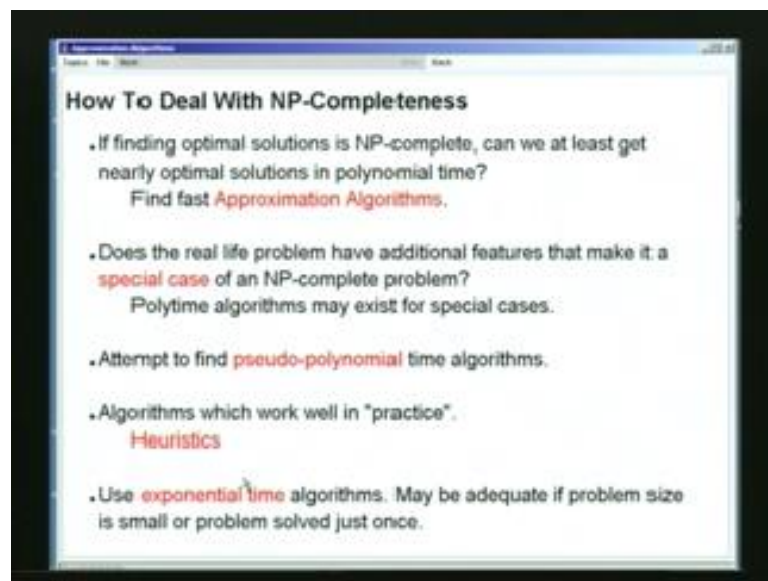 Approximation Algorithms
How To Deal With NP-Completeness
.If finding optimal solutions is NP-complete, can we at least get
nearly optimal solutions in polynomial time?
Find fast Approximation Algorithms.
.Does the real life problem have additional features that make it a
special case of an NP-complete problem?
Polytime algorithms may exist for special cases.
.Attempt to find pseudo-polynomial time algorithms.
.Algorithms which work well in "practice".
Heuristics
.Use exponential time algorithms. May be adequate if problem size
is small or problem solved just once.